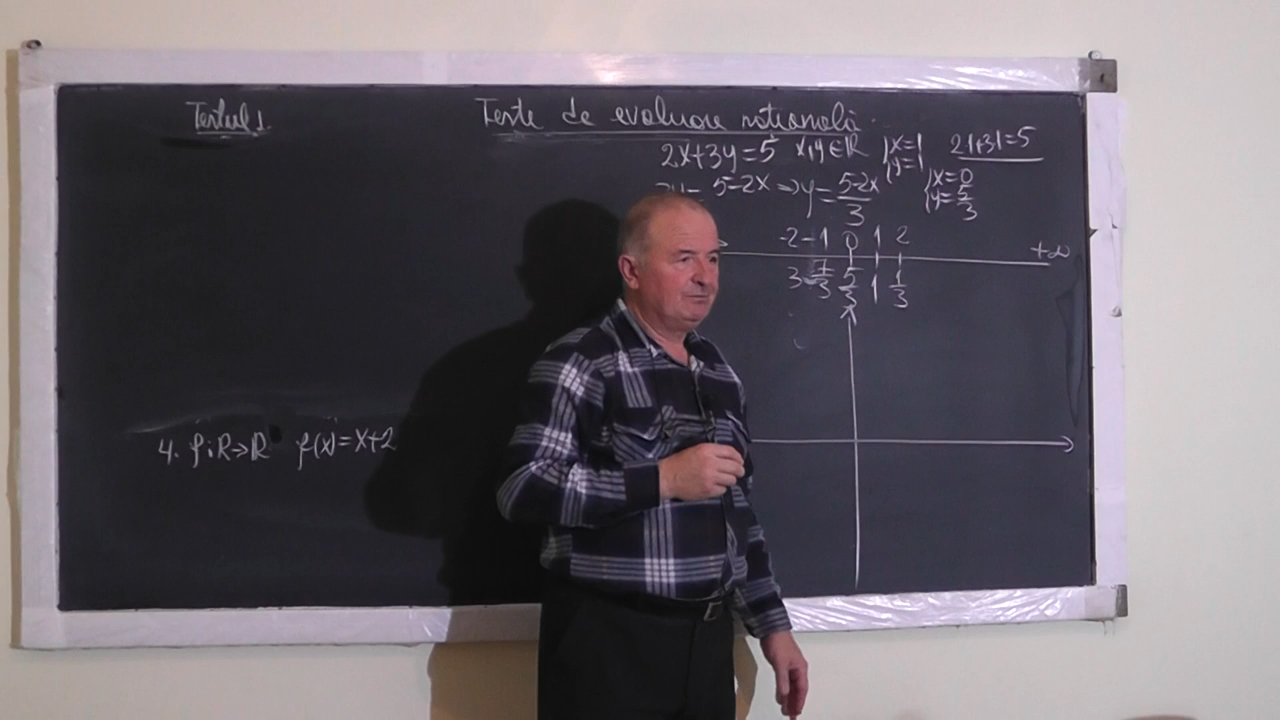 Testul 1.
Teste de evaluare națională
2x+3y=5 x,y∈R {x=1 y=1 2·1+3·1=5
5-2x ⇒ y= 5-2x/3 {x=0 y=5/3
-2 -1 0 1 2 +∞
3 7/3 5/3 1 1/3
4. f:R→R f(x)=x+2